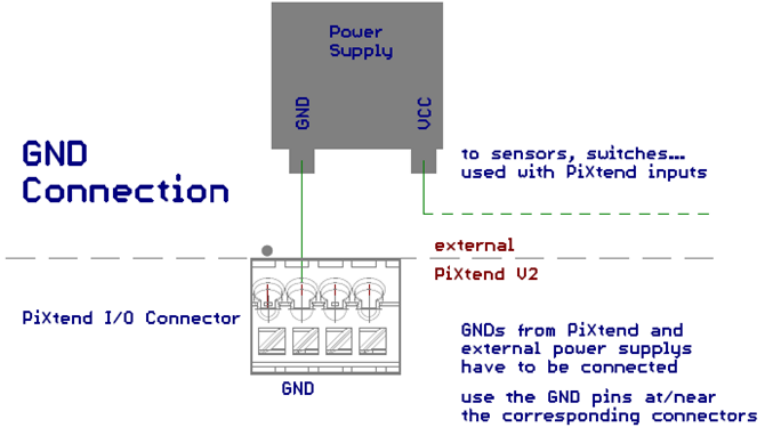 Power
Supply
GND
VCC
GND
Connection
to sensors, switches...
used with PiXtend inputs
external
PiXtend V2
PiXtend I/O Connector
GND
GNDs from PiXtend and
external power supplys
have to be connected
use the GND pins at/near
the corresponding connectors